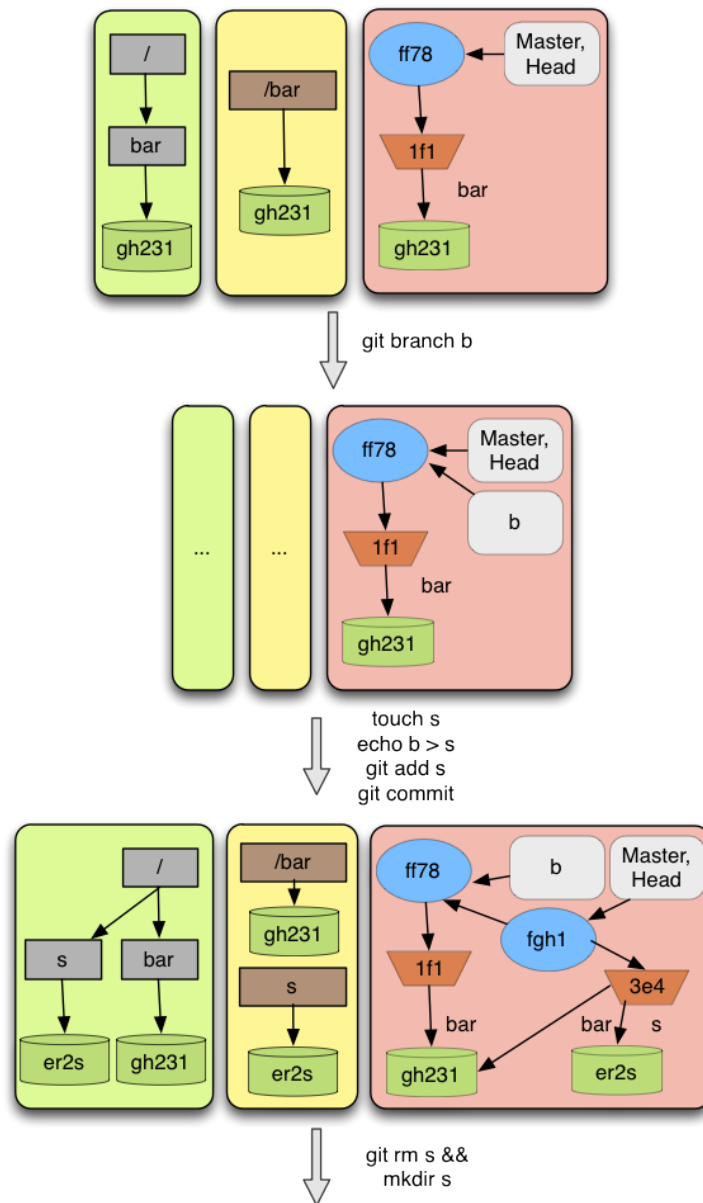 /
bar
gh231
/bar
gh231
ff78
Master,
Head
1f1
bar
gh231
git branch b
...
...
ff78
Master,
Head
b
1f1
bar
gh231
touch s
echo b > s
git add s
git commit
/
s
bar
er2s
gh231
/bar
gh231
s
er2s
ff78
b
Master,
Head
fgh1
1f1
3e4
bar
bar
s
gh231
er2s
git rm s &&
mkdir s